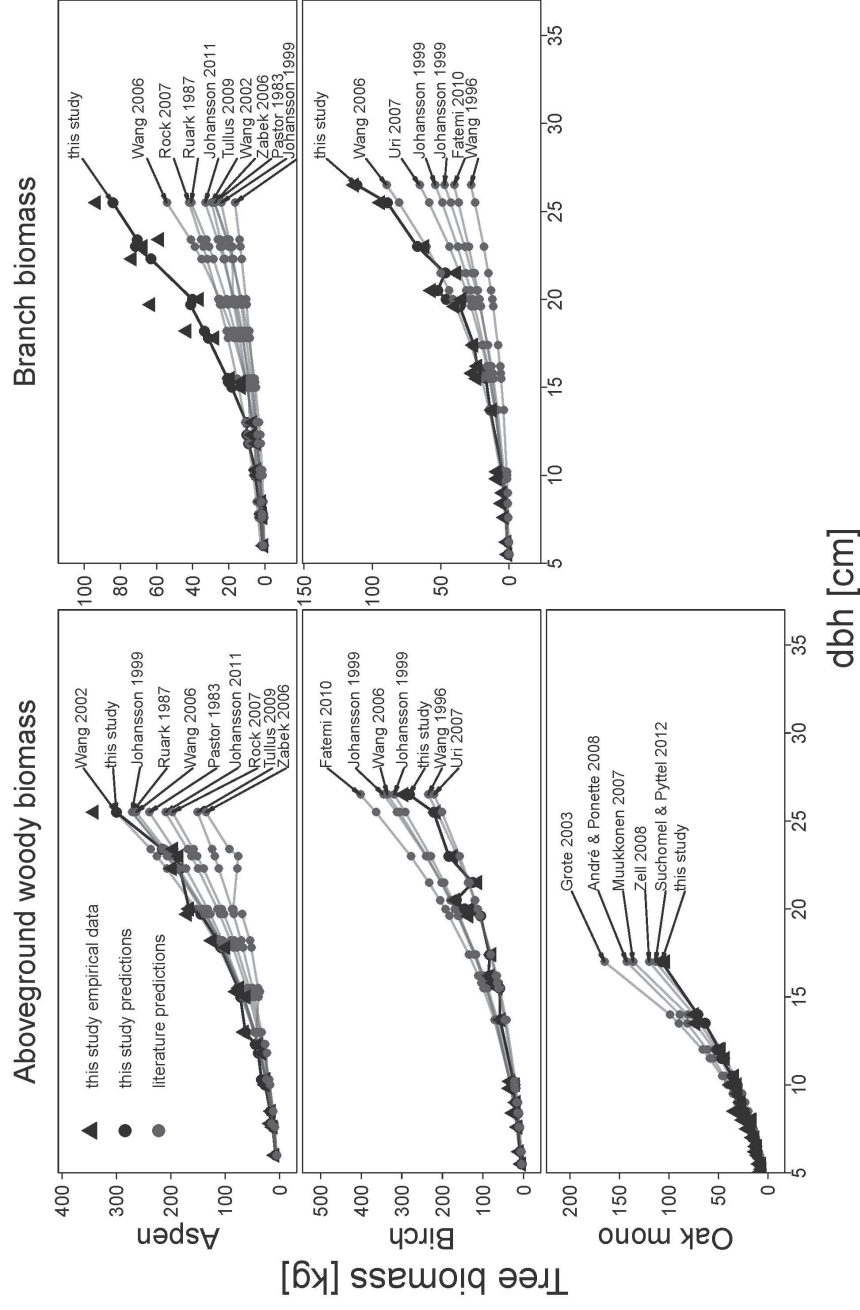 Aboveground woody biomass
Branch biomass
Tree biomass [kg]
Aspen
400
300
200
100
0
this study empirical data
this study predictions
literature predictions
Wang 2002
this study
Johansson 1999
Ruark 1987
Wang 2006
Pastor 1983
Johansson 2011
Rock 2007
Tullus 2009
Zabek 2006
100
80
60
40
20
0
this study
Wang 2006
Rock 2007
Ruark 1987
Johansson 2011
Tullus 2009
Wang 2002
Zabek 2006
Pastor 1983
Johansson 1999
Birch
500
400
300
200
100
0
Fatemi 2010
Johansson 1999
Wang 2006
Johansson 1999
this study
Wang 1996
Uri 2007
150
100
50
0
this study
Wang 2006
Uri 2007
Johansson 1999
Johansson 1999
Fatemi 2010
Wang 1996
5 10 15 20 25 30 35
Oak mono
200
150
100
50
0
Grote 2003
André & Ponette 2008
Muukkonen 2007
Zell 2008
Suchomel & Pyttel 2012
this study
5 10 15 20 25 30 35
dbh [cm]